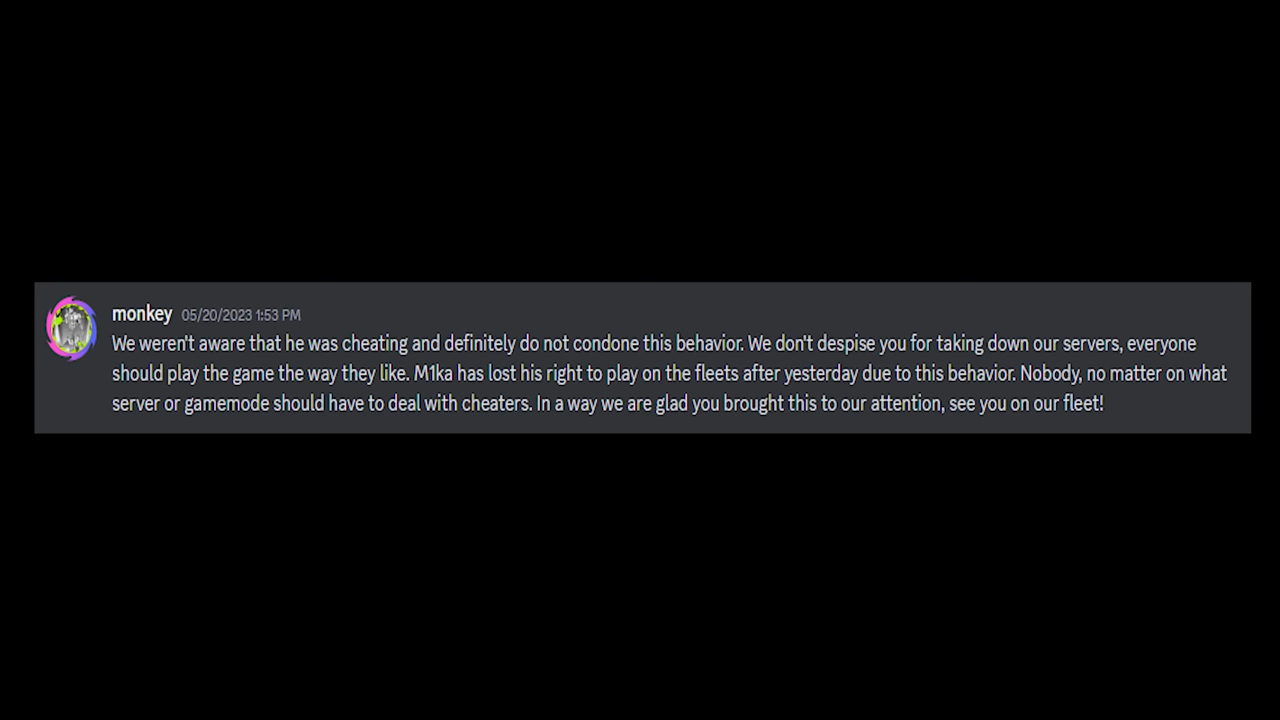 monkey 05/20/2023 1:53 PM
We weren't aware that he was cheating and definitely do not condone this behavior. We don't despise you for taking down our servers, everyone
should play the game the way they like. M1ka has lost his right to play on the fleets after yesterday due to this behavior. Nobody, no matter on what
server or gamemode should have to deal with cheaters. In a way we are glad you brought this to our attention, see you on our fleet!